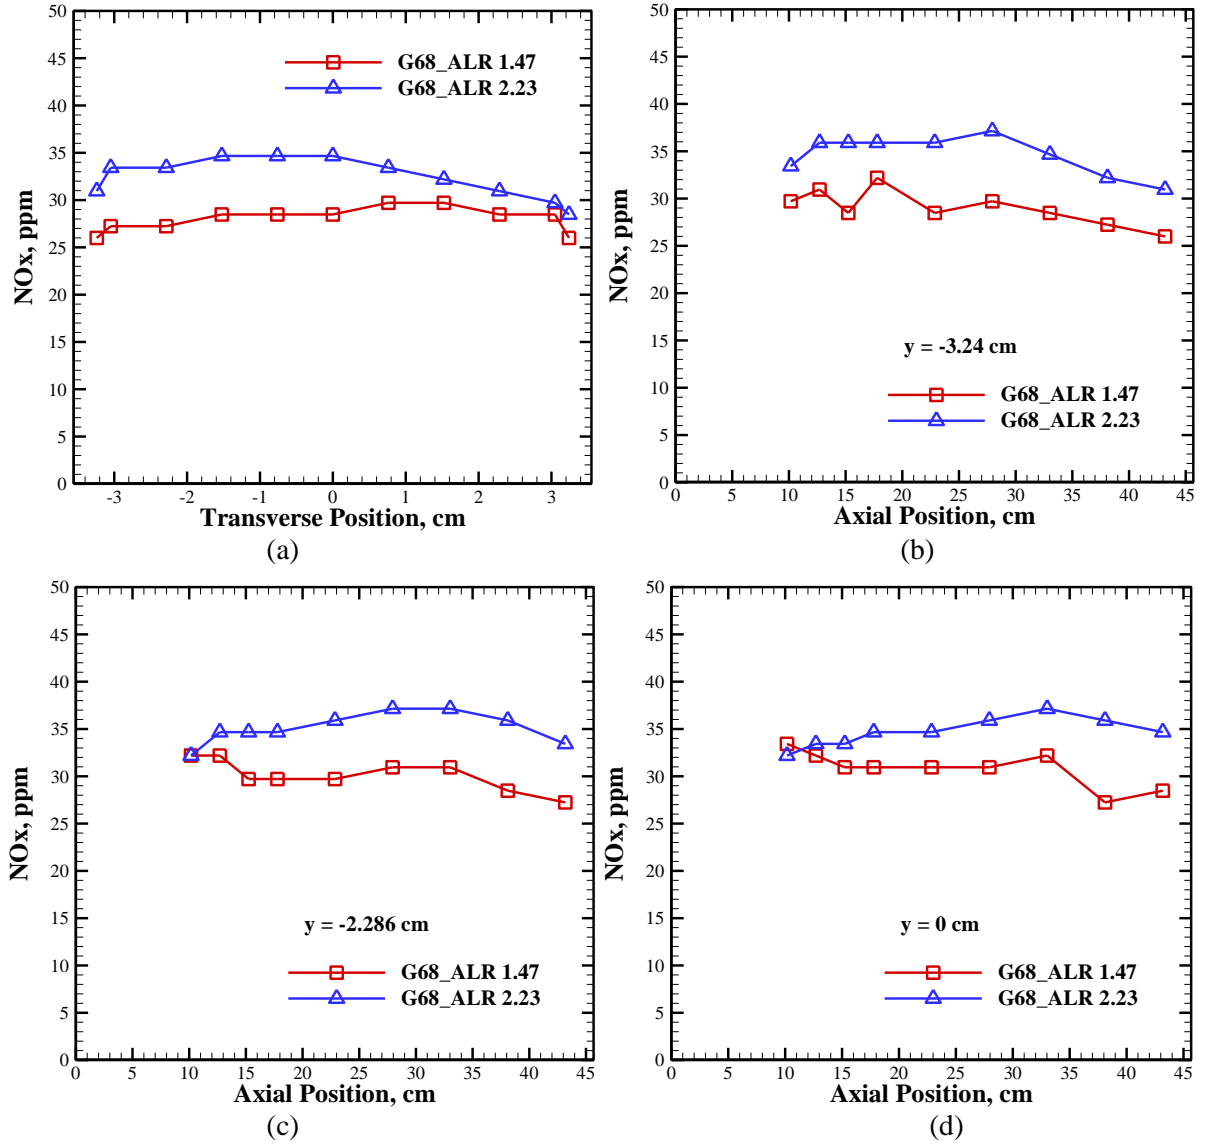 50
45
40
35
30
25
20
15
10
5
0
NOx, ppm
G68_ALR 1.47
G68_ALR 2.23
-3 -2 -1 0 1 2 3
Transverse Position, cm
(a)
50
45
40
35
30
25
20
15
10
5
0
NOx, ppm
y = -3.24 cm
G68_ALR 1.47
G68_ALR 2.23
0 5 10 15 20 25 30 35 40 45
Axial Position, cm
(b)
50
45
40
35
30
25
20
15
10
5
0
NOx, ppm
y = -2.286 cm
G68_ALR 1.47
G68_ALR 2.23
0 5 10 15 20 25 30 35 40 45
Axial Position, cm
(c)
50
45
40
35
30
25
20
15
10
5
0
NOx, ppm
y = 0 cm
G68_ALR 1.47
G68_ALR 2.23
0 5 10 15 20 25 30 35 40 45
Axial Position, cm
(d)